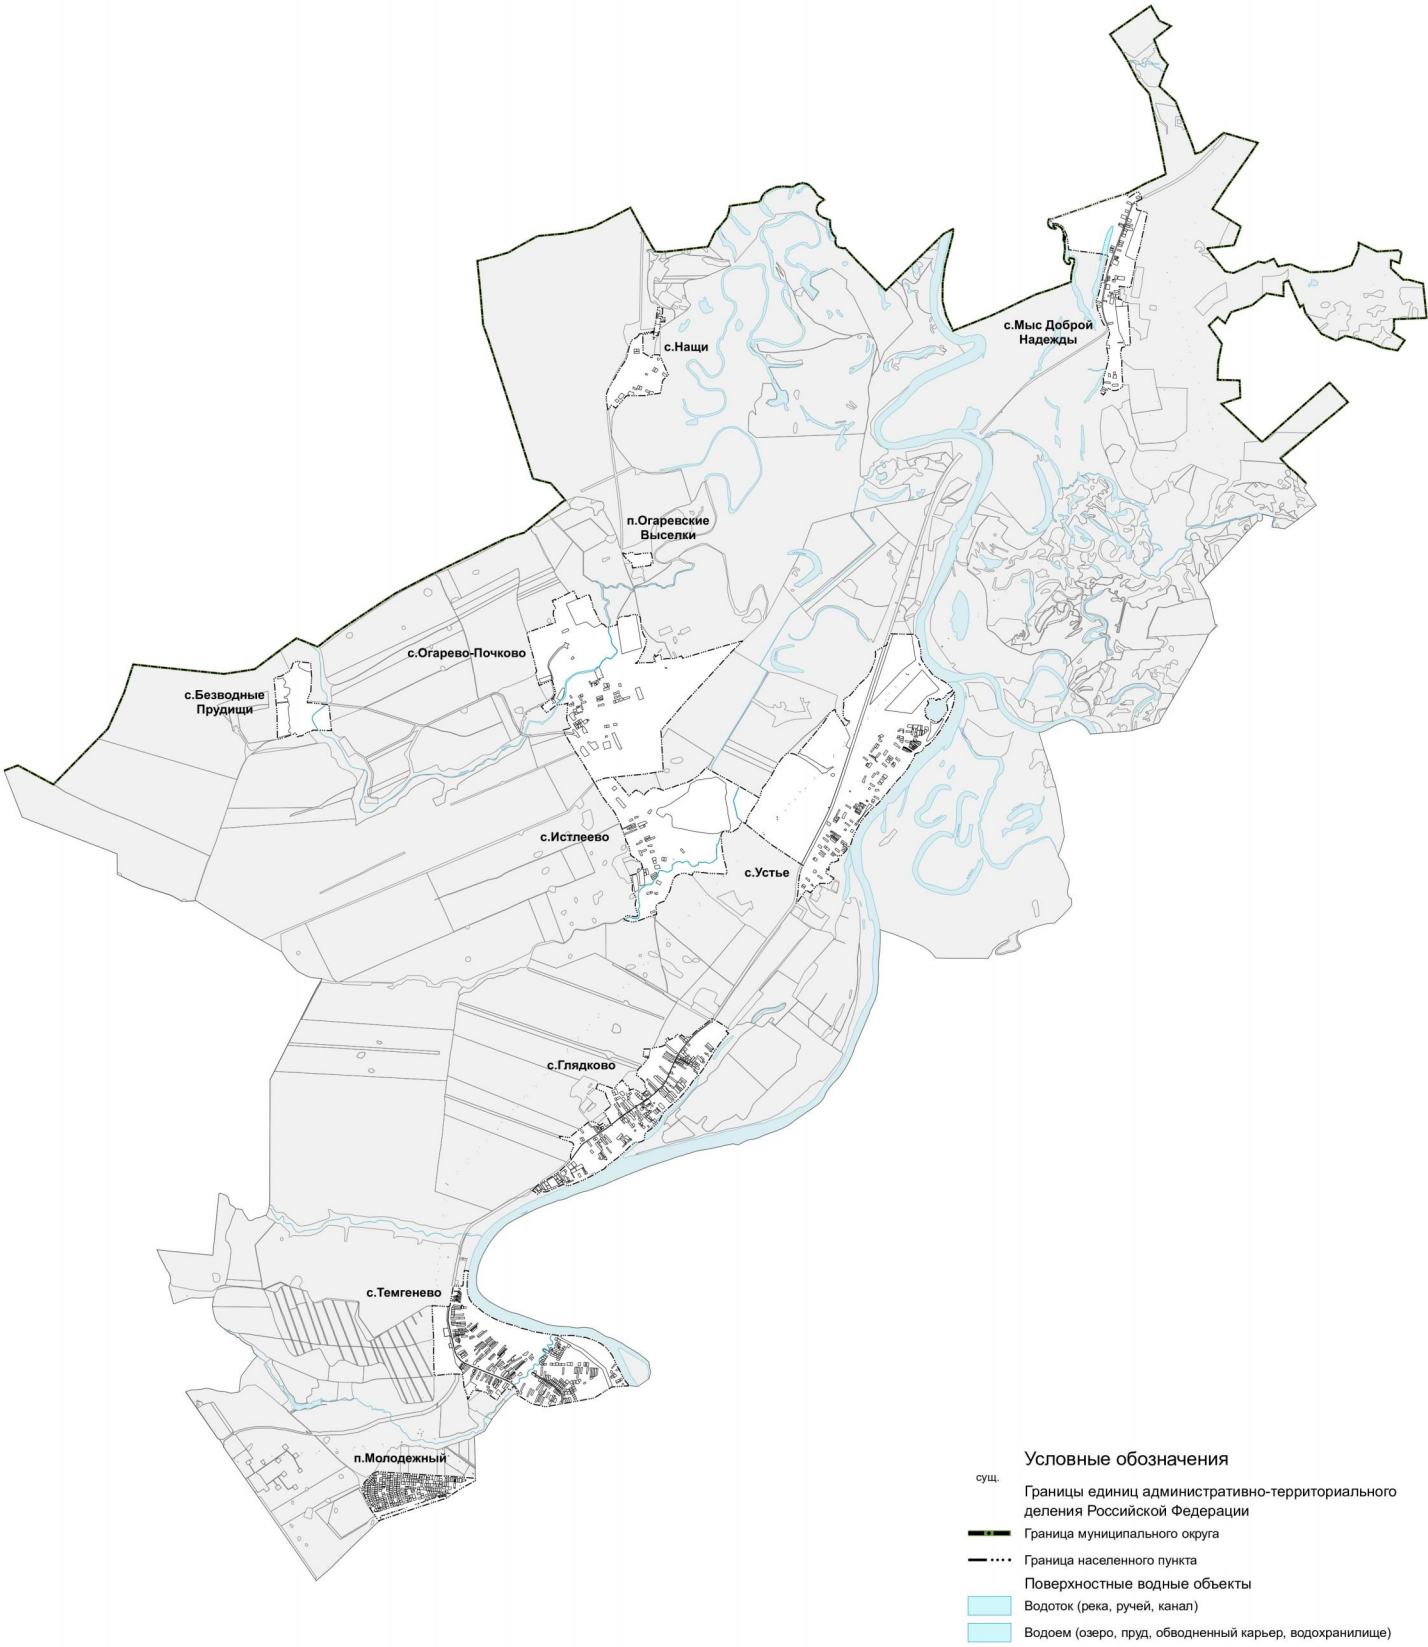 с.Мыс Доброй
Надежды
с.Нащи
п.Огаревские
Выселки
с.Огарево-Почково
с.Безводные
Прудищи
с.Истлеево
с.Устье
с.Глядково
с.Темгенево
п.Молодежный
Условные обозначения
сущ.
Границы единиц административно-территориального
деления Российской Федерации
Граница муниципального округа
Граница населенного пункта
Поверхностные водные объекты
Водоток (река, ручей, канал)
Водоем (озеро, пруд, обводненный карьер, водохранилище)